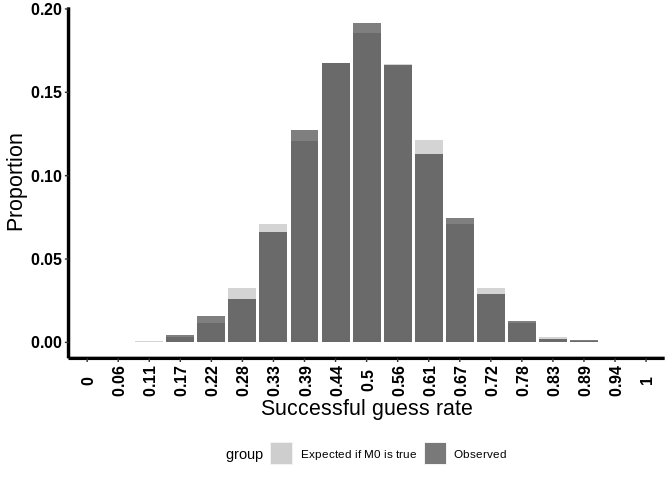 0.20
0.15
0.10
0.05
0.00
Proportion
0 0.06 0.11 0.17 0.22 0.28 0.33 0.39 0.44 0.5 0.56 0.61 0.67 0.72 0.78 0.83 0.89 0.94 1
Successful guess rate
group Expected if M0 is true Observed